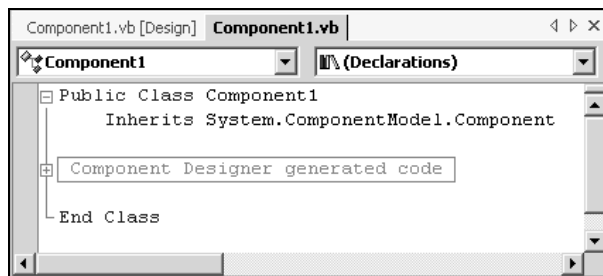 Component1.vb [Design] Component1.vb
Component1 (Declarations)
Public Class Component1
Inherits System.ComponentModel.Component
Component Designer generated code
End Class